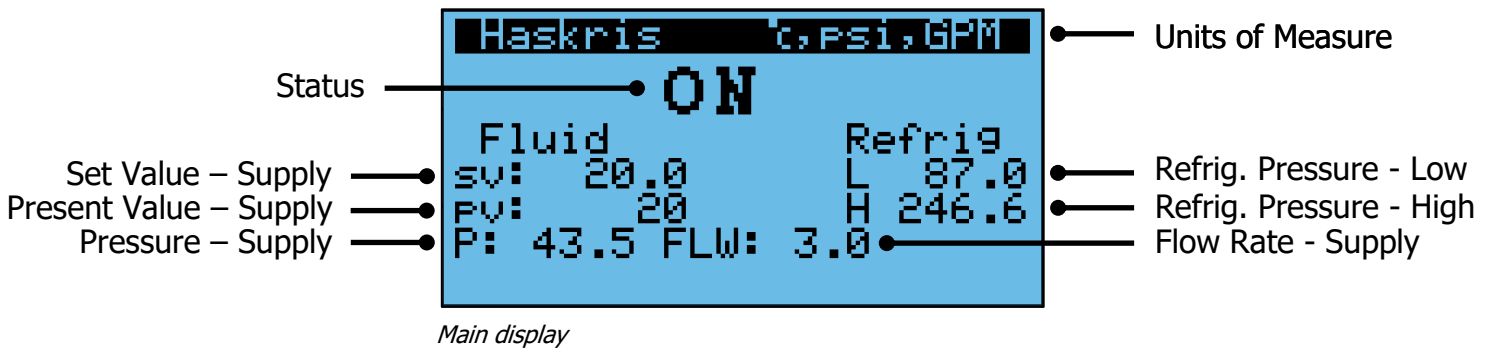 Haskris °C,psi,GPM Units of Measure
Status ON
Fluid Refrig
Set Value – Supply sv: 20.0 L 87.0 Refrig. Pressure - Low
Present Value – Supply pv: 20 H 246.6 Refrig. Pressure - High
Pressure – Supply P: 43.5 FLW: 3.0 Flow Rate - Supply
Main display